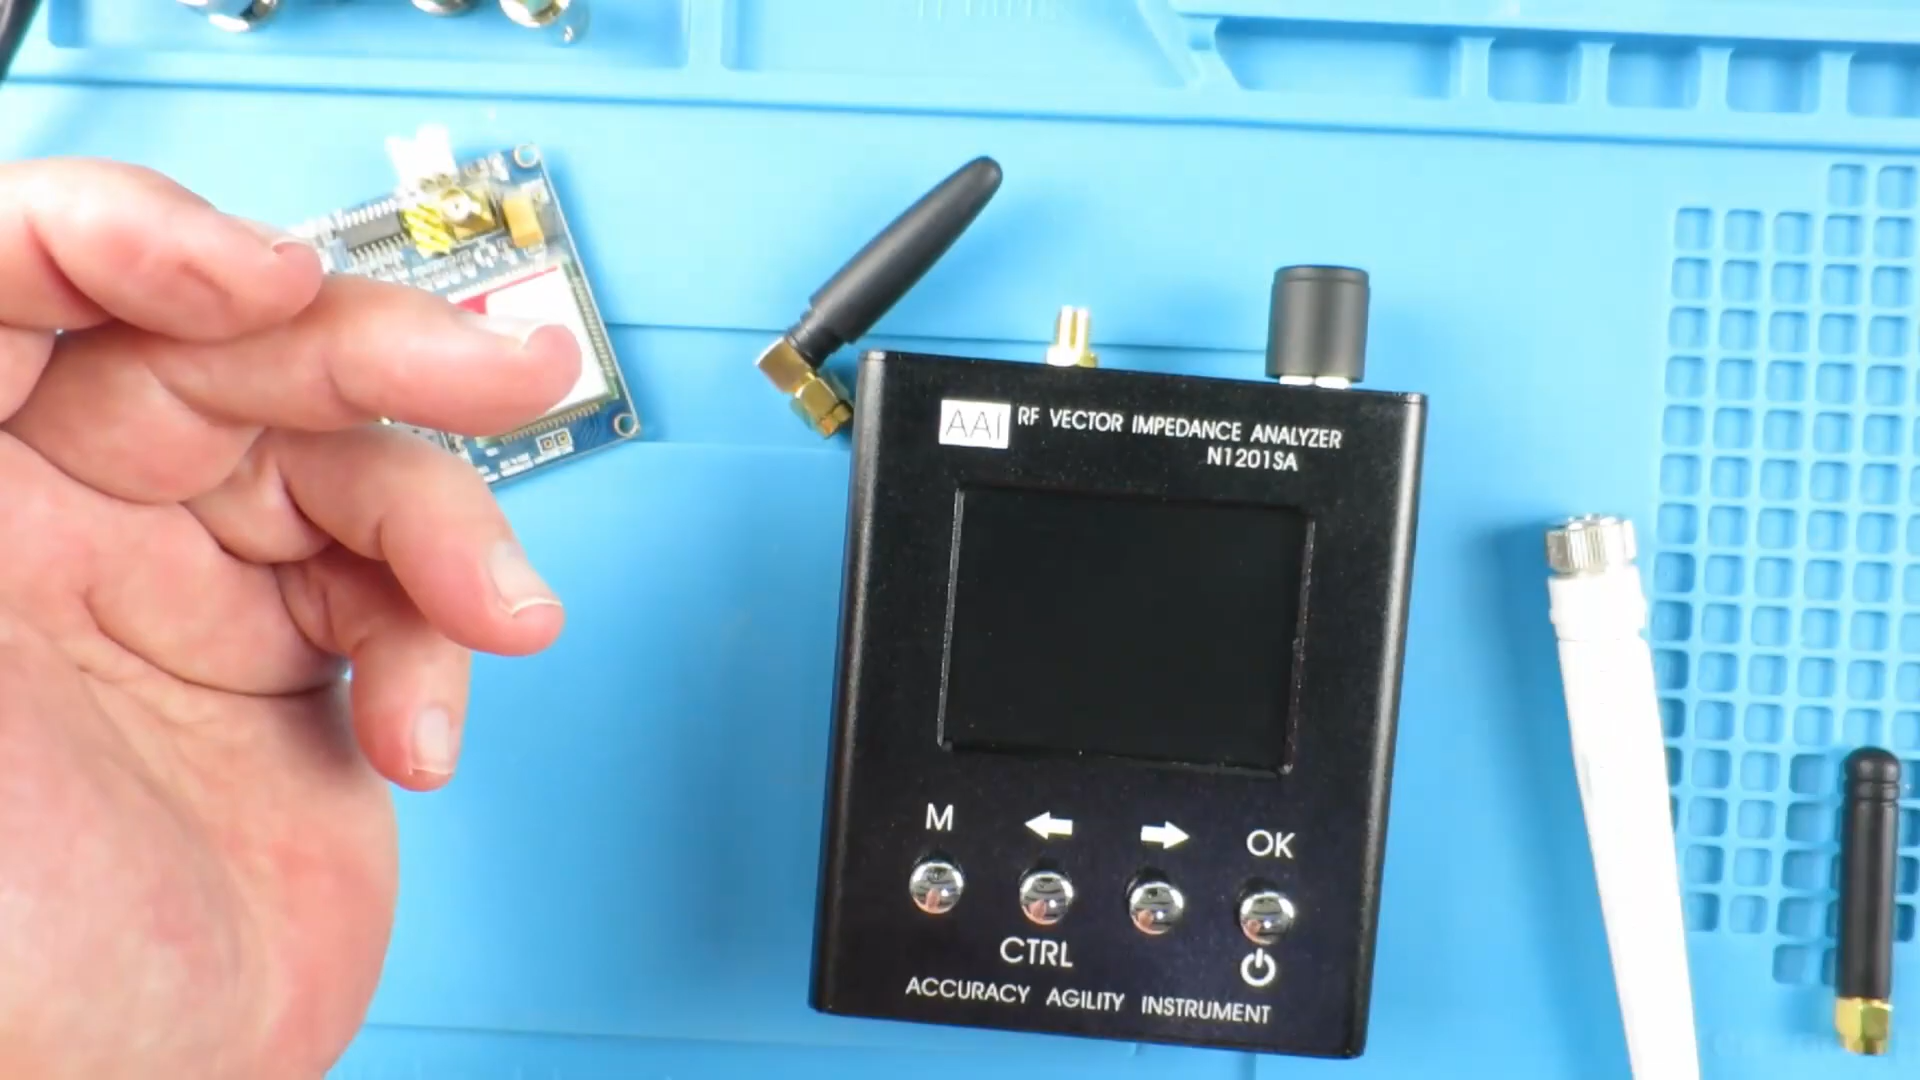 AAI RF VECTOR IMPEDANCE ANALYZER
N1201SA
M OK
CTRL
ACCURACY AGILITY INSTRUMENT